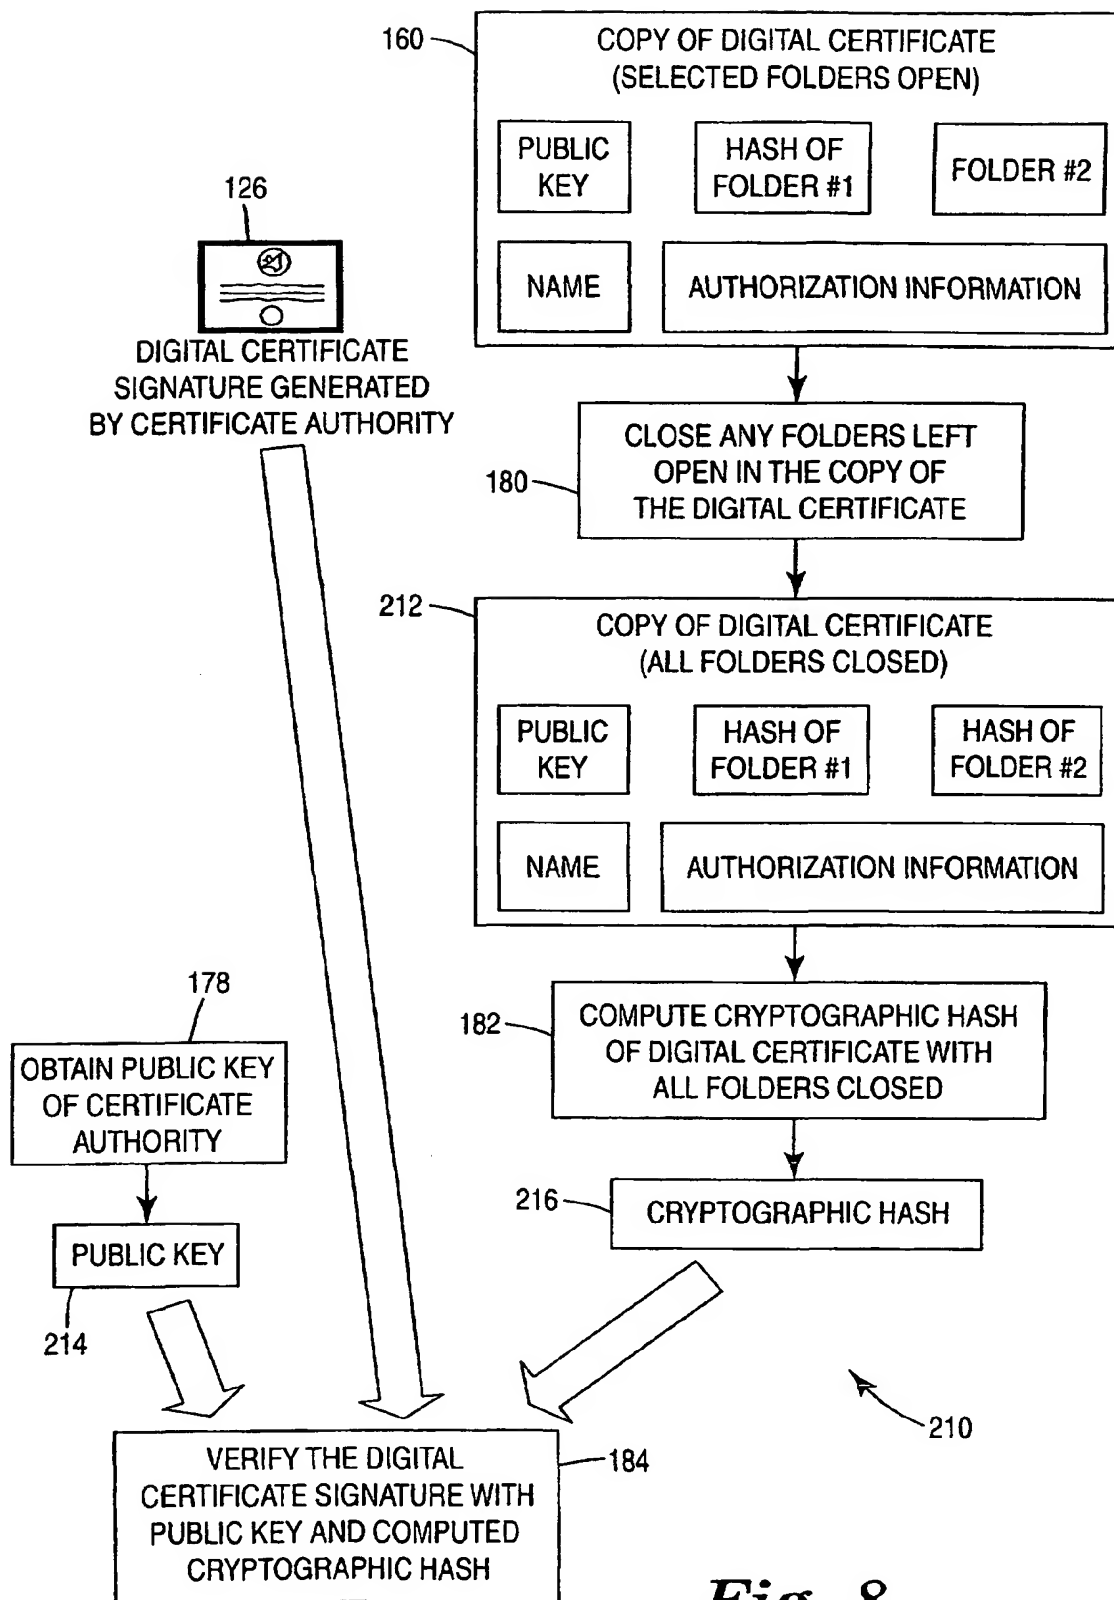 160
COPY OF DIGITAL CERTIFICATE
(SELECTED FOLDERS OPEN)
PUBLIC
KEY
HASH OF
FOLDER #1
FOLDER #2
NAME
AUTHORIZATION INFORMATION
126
DIGITAL CERTIFICATE
SIGNATURE GENERATED
BY CERTIFICATE AUTHORITY
180
CLOSE ANY FOLDERS LEFT
OPEN IN THE COPY OF
THE DIGITAL CERTIFICATE
212
COPY OF DIGITAL CERTIFICATE
(ALL FOLDERS CLOSED)
PUBLIC
KEY
HASH OF
FOLDER #1
HASH OF
FOLDER #2
NAME
AUTHORIZATION INFORMATION
178
OBTAIN PUBLIC KEY
OF CERTIFICATE
AUTHORITY
182
COMPUTE CRYPTOGRAPHIC HASH
OF DIGITAL CERTIFICATE WITH
ALL FOLDERS CLOSED
216
CRYPTOGRAPHIC HASH
PUBLIC KEY
214
210
184
VERIFY THE DIGITAL
CERTIFICATE SIGNATURE WITH
PUBLIC KEY AND COMPUTED
CRYPTOGRAPHIC HASH
Fig. 8